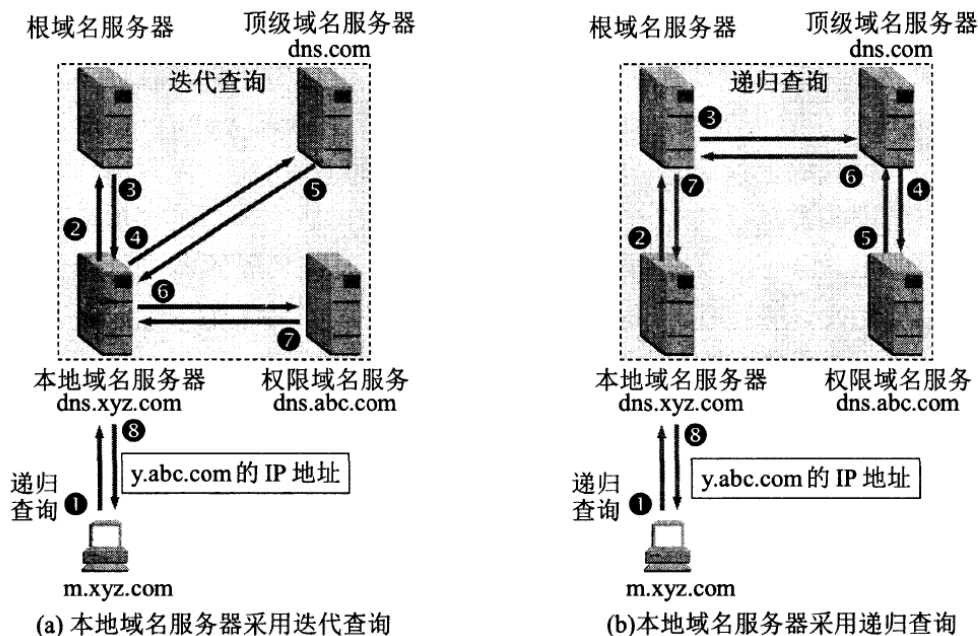 根域名服务器
顶级域名服务器
dns.com
迭代查询
❸
❺
❷
❹
❻
❼
本地域名服务器
dns.xyz.com
权限域名服务
dns.abc.com
❽
y.abc.com 的 IP 地址
递归
查询
❶
m.xyz.com
(a) 本地域名服务器采用迭代查询
根域名服务器
顶级域名服务器
dns.com
递归查询
❸
❻
❼
❹
❷
❺
本地域名服务器
dns.xyz.com
权限域名服务
dns.abc.com
❽
y.abc.com 的 IP 地址
递归
查询
❶
m.xyz.com
(b)本地域名服务器采用递归查询